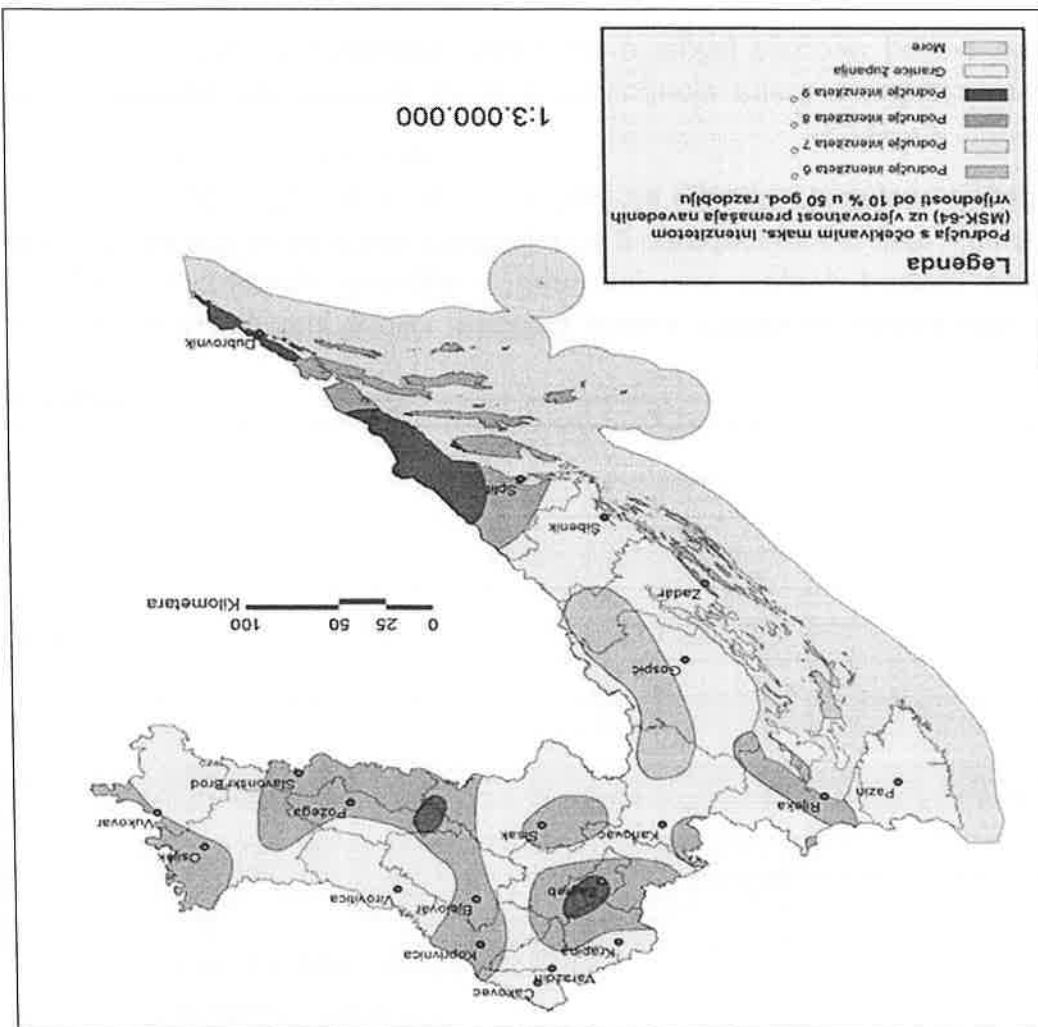 Čakovec
Varaždin
Krapina
Koprivnica
Zagreb
Bjelovar
Virovitica
Osijek
Karlovac
Sisak
Vukovar
Pazin
Rijeka
Požega
Slavonski Brod
Gospić
0 25 50 100
Kilometara
Zadar
Šibenik
Split
Dubrovnik
Legenda
Područja s očekivanim maks. Intenzitetom
(MSK-64) uz vjerovatnost premašaja navedenih
vrijednosti od 10 % u 50 god. razdoblju
Područje intenziteta 6°
Područje intenziteta 7°
Područje intenziteta 8°
Područje intenziteta 9°
Granice županija
More
1:3.000.000